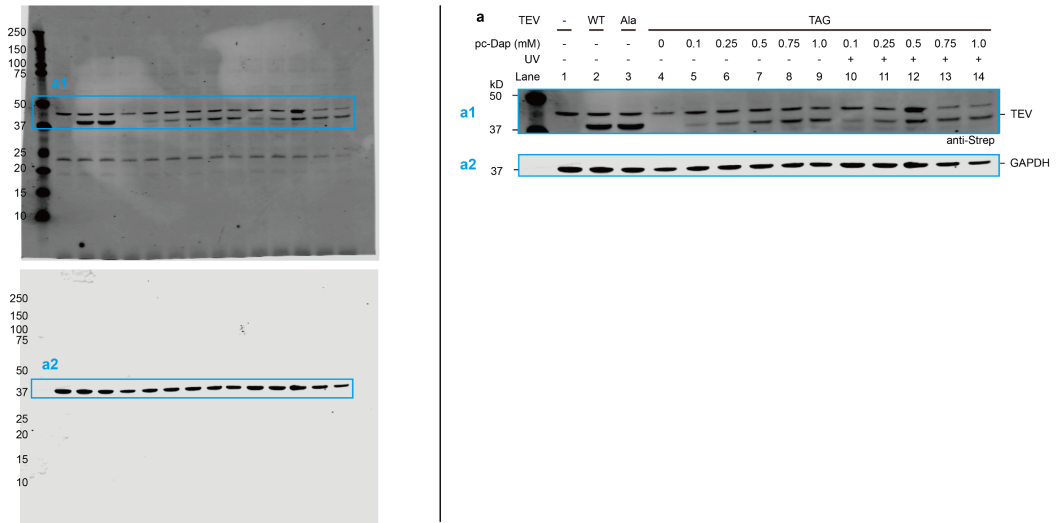 250
150
100
75
50
37
25
20
15
10
a1
250
150
100
75
50
37
25
20
15
10
a2
a
TEV - WT Ala TAG
pc-Dap (mM) - - - 0 0.1 0.25 0.5 0.75 1.0 0.1 0.25 0.5 0.75 1.0
UV - - - - - - - - - + + + + +
Lane 1 2 3 4 5 6 7 8 9 10 11 12 13 14
kD
50
a1
37
TEV
anti-Strep
a2
37
GAPDH